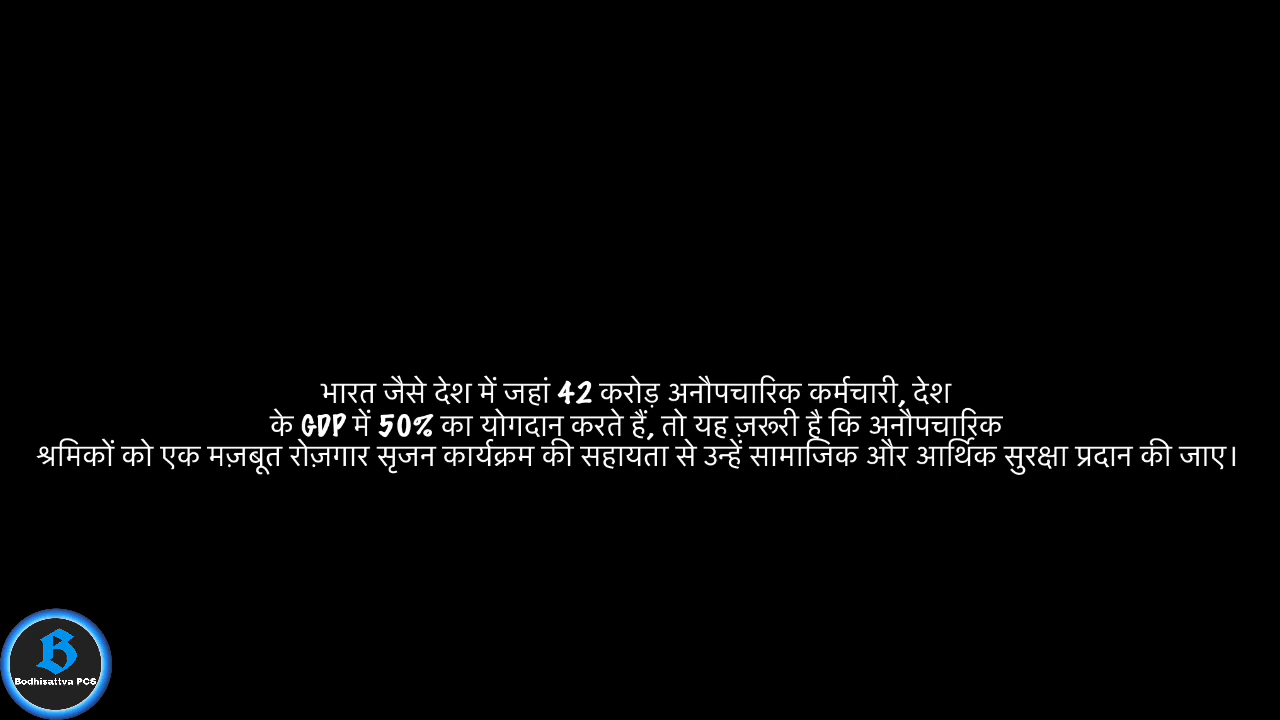 भारत जैसे देश में जहां 42 करोड़ अनौपचारिक कर्मचारी, देश
के GDP में 50% का योगदान करते हैं, तो यह ज़रूरी है कि अनौपचारिक
श्रमिकों को एक मज़बूत रोज़गार सृजन कार्यक्रम की सहायता से उन्हें सामाजिक और आर्थिक सुरक्षा प्रदान की जाए।
B
Bodhisattva PCS